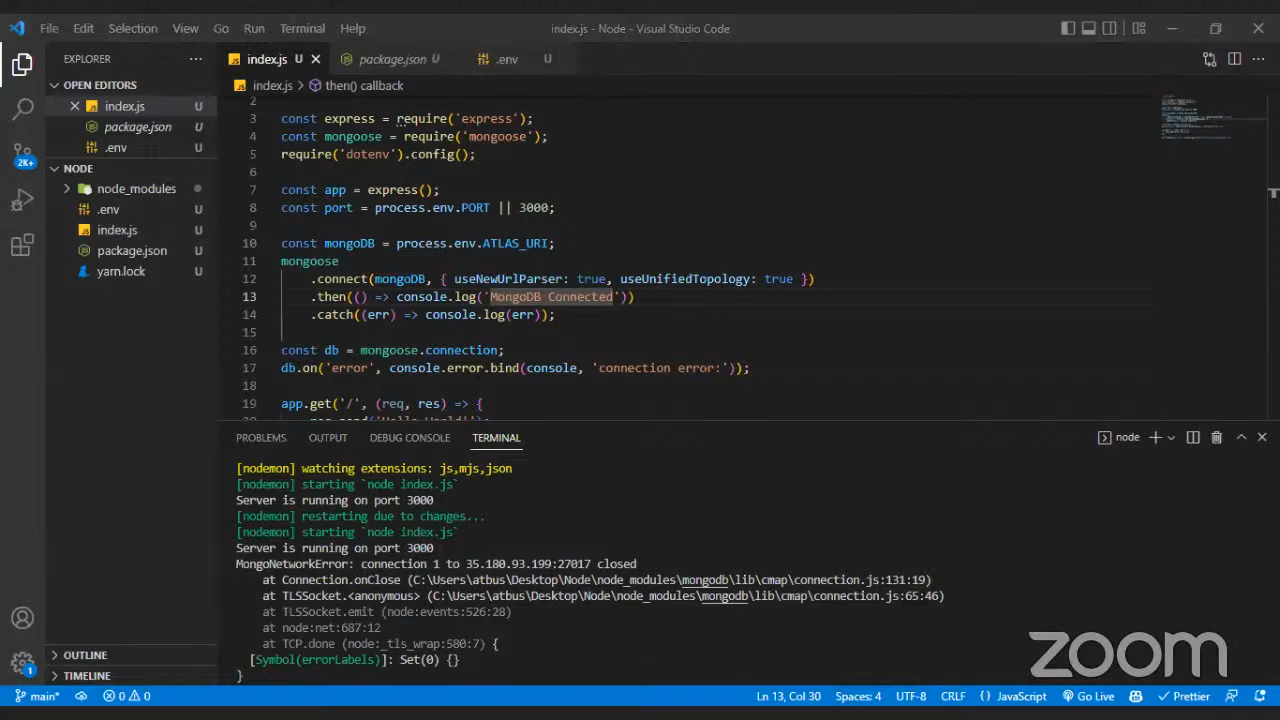 File Edit Selection View Go Run Terminal Help index.js - Node - Visual Studio Code
EXPLORER
OPEN EDITORS
index.js U
package.json U
.env U
NODE
node_modules
.env U
index.js U
package.json U
yarn.lock U
OUTLINE
TIMELINE
2K+
1
index.js U package.json U .env U
index.js > then() callback
2
3 const express = require('express');
4 const mongoose = require('mongoose');
5 require('dotenv').config();
6
7 const app = express();
8 const port = process.env.PORT || 3000;
9
10 const mongoDB = process.env.ATLAS_URI;
11 mongoose
12 .connect(mongoDB, { useNewUrlParser: true, useUnifiedTopology: true })
13 .then(() => console.log('MongoDB Connected'))
14 .catch((err) => console.log(err));
15
16 const db = mongoose.connection;
17 db.on('error', console.error.bind(console, 'connection error:'));
18
19 app.get('/', (req, res) => {
PROBLEMS OUTPUT DEBUG CONSOLE TERMINAL node
[nodemon] watching extensions: js,mjs,json
[nodemon] starting `node index.js`
Server is running on port 3000
[nodemon] restarting due to changes...
[nodemon] starting `node index.js`
Server is running on port 3000
MongoNetworkError: connection 1 to 35.180.93.199:27017 closed
at Connection.onClose (C:\Users\atbus\Desktop\Node\node_modules\mongodb\lib\cmap\connection.js:131:19)
at TLSSocket.<anonymous> (C:\Users\atbus\Desktop\Node\node_modules\mongodb\lib\cmap\connection.js:65:46)
at TLSSocket.emit (node:events:526:28)
at node:net:687:12
at TCP.done (node:_tls_wrap:580:7) {
[Symbol(errorLabels)]: Set(0) {}
}
zoom
main* 0 0 Ln 13, Col 30 Spaces: 4 UTF-8 CRLF {} JavaScript Go Live Prettier